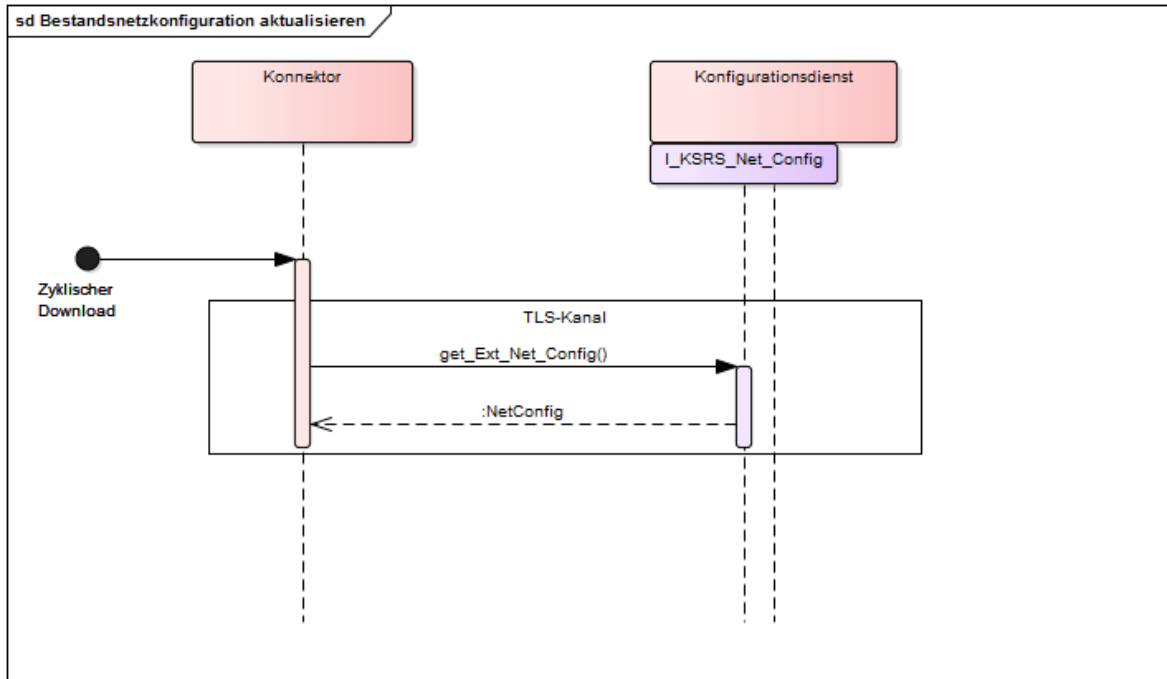 sd Bestandsnetzkonfiguration aktualisieren
Konnektor
Konfigurationsdienst
I_KSRS_Net_Config
Zyklischer
Download
TLS-Kanal
get_Ext_Net_Config()
:NetConfig